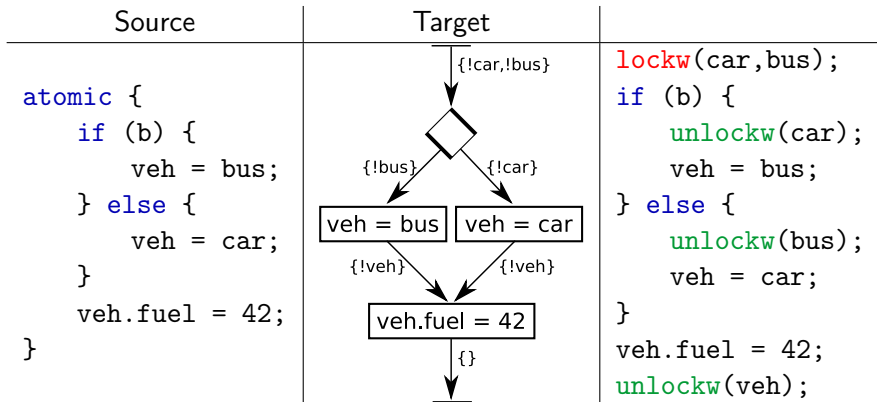 Source
Target
atomic {
if (b) {
veh = bus;
} else {
veh = car;
}
veh.fuel = 42;
}
{!car,!bus}
{!bus}
{!car}
veh = bus
veh = car
{!veh}
{!veh}
veh.fuel = 42
{}
lockw(car,bus);
if (b) {
unlockw(car);
veh = bus;
} else {
unlockw(bus);
veh = car;
}
veh.fuel = 42;
unlockw(veh);